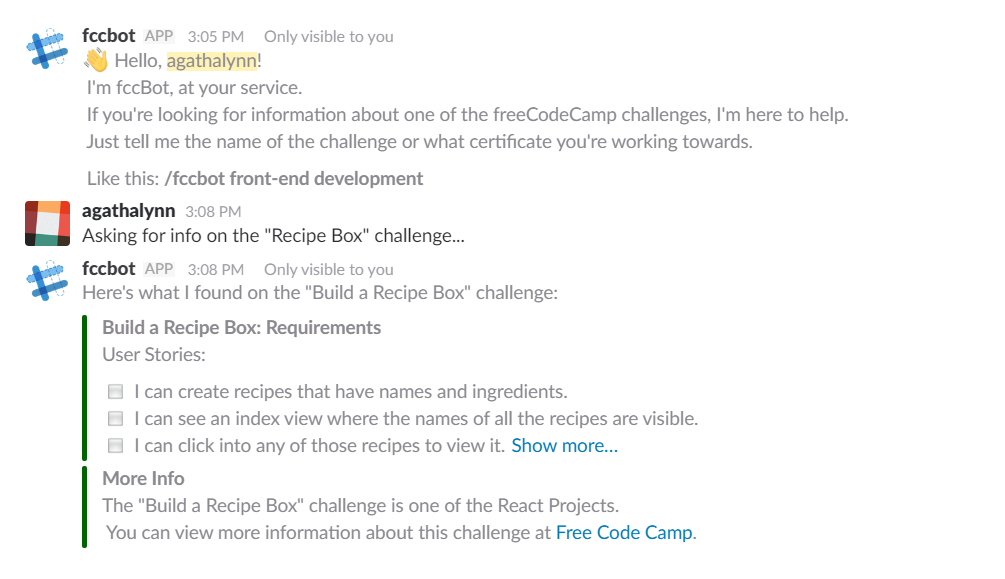 fccbot APP 3:05 PM Only visible to you
👋 Hello, agathalynn!
I'm fccBot, at your service.
If you're looking for information about one of the freeCodeCamp challenges, I'm here to help.
Just tell me the name of the challenge or what certificate you're working towards.
Like this: /fccbot front-end development
agathalynn 3:08 PM
Asking for info on the "Recipe Box" challenge...
fccbot APP 3:08 PM Only visible to you
Here's what I found on the "Build a Recipe Box" challenge:
Build a Recipe Box: Requirements
User Stories:
I can create recipes that have names and ingredients.
I can see an index view where the names of all the recipes are visible.
I can click into any of those recipes to view it. Show more...
More Info
The "Build a Recipe Box" challenge is one of the React Projects.
You can view more information about this challenge at Free Code Camp.